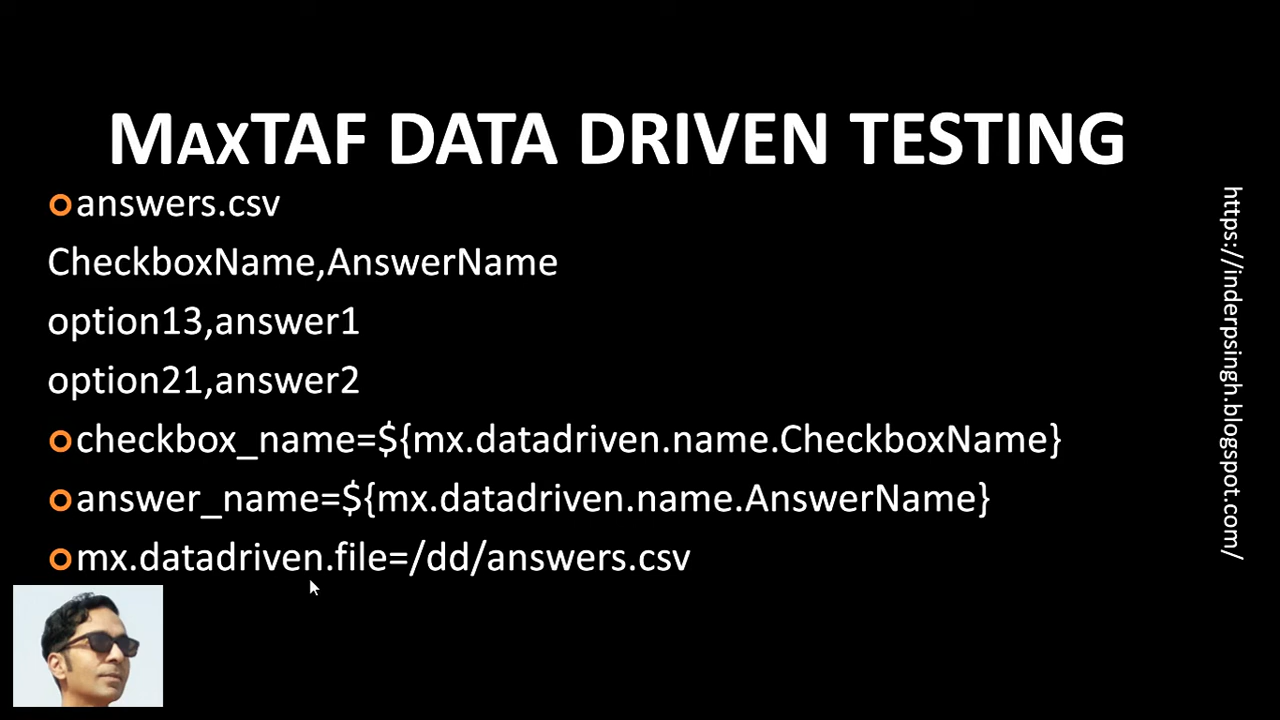 MAXTAF DATA DRIVEN TESTING
answers.csv
CheckboxName,AnswerName
option13,answer1
option21,answer2
checkbox_name=${mx.datadriven.name.CheckboxName}
answer_name=${mx.datadriven.name.AnswerName}
mx.datadriven.file=/dd/answers.csv
https://inderpsingh.blogspot.com/